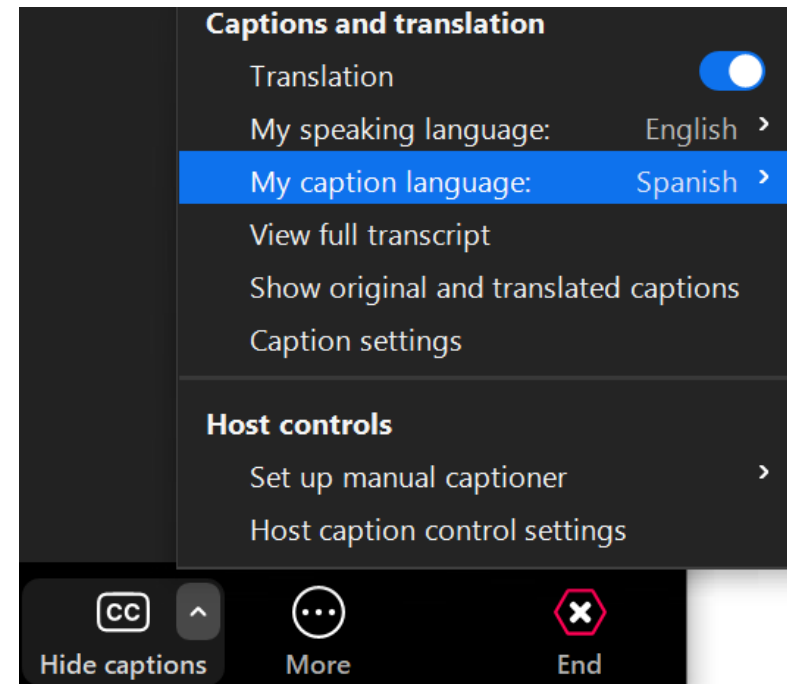 Captions and translation
Translation
My speaking language: English
My caption language: Spanish
View full transcript
Show original and translated captions
Caption settings
Host controls
Set up manual captioner
Host caption control settings
CC
Hide captions More End